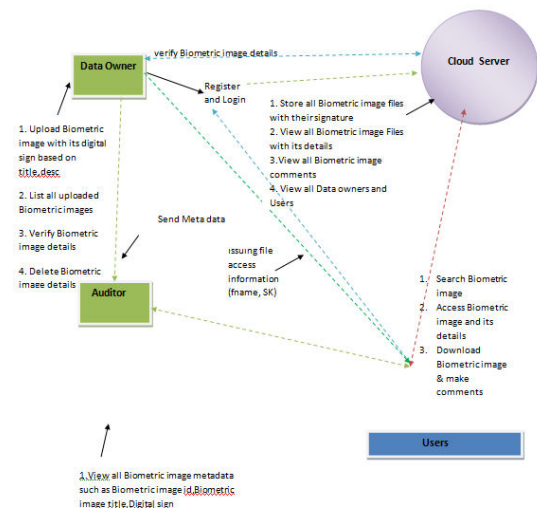 verify Biometric image details
Data Owner
Cloud Server
Register
and Login
1. Store all Biometric image files
with their signature
2. View all Biometric image Files
with its details
3.View all Biometric image
comments
4. View all Data owners and
Users
1. Upload Biometric
image with its digital
sign based on
title,desc
2. List all uploaded
Biometric images
3. Verify Biometric
image details
4. Delete Biometric
image details
Send Meta data
issuing file
access
information
(fname, SK)
Auditor
1. Search Biometric
image
2. Access Biometric
image and its
details
3. Download
Biometric image
& make
comments
Users
1.View all Biometric image metadata
such as Biometric image id,Biometric
image title,Digital sign